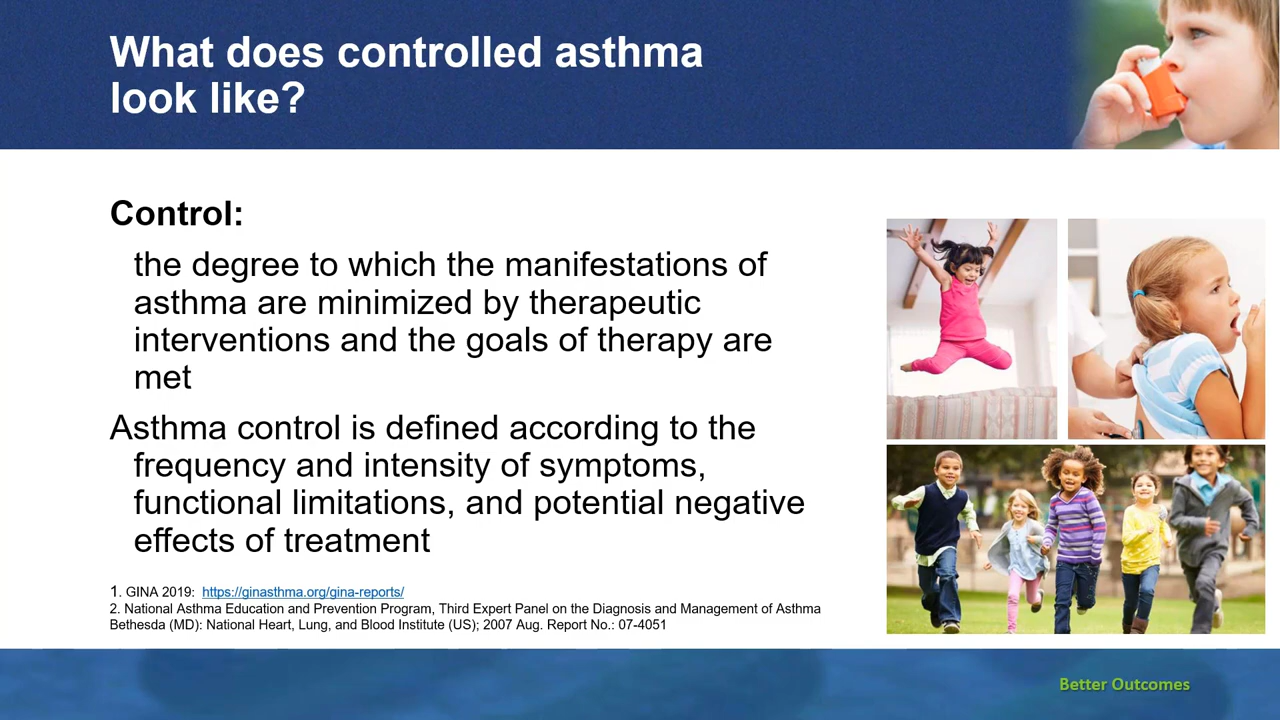 What does controlled asthma
look like?
Control:
the degree to which the manifestations of
asthma are minimized by therapeutic
interventions and the goals of therapy are
met
Asthma control is defined according to the
frequency and intensity of symptoms,
functional limitations, and potential negative
effects of treatment
1. GINA 2019: https://ginasthma.org/gina-reports/
2. National Asthma Education and Prevention Program, Third Expert Panel on the Diagnosis and Management of Asthma
Bethesda (MD): National Heart, Lung, and Blood Institute (US); 2007 Aug. Report No.: 07-4051
Better Outcomes